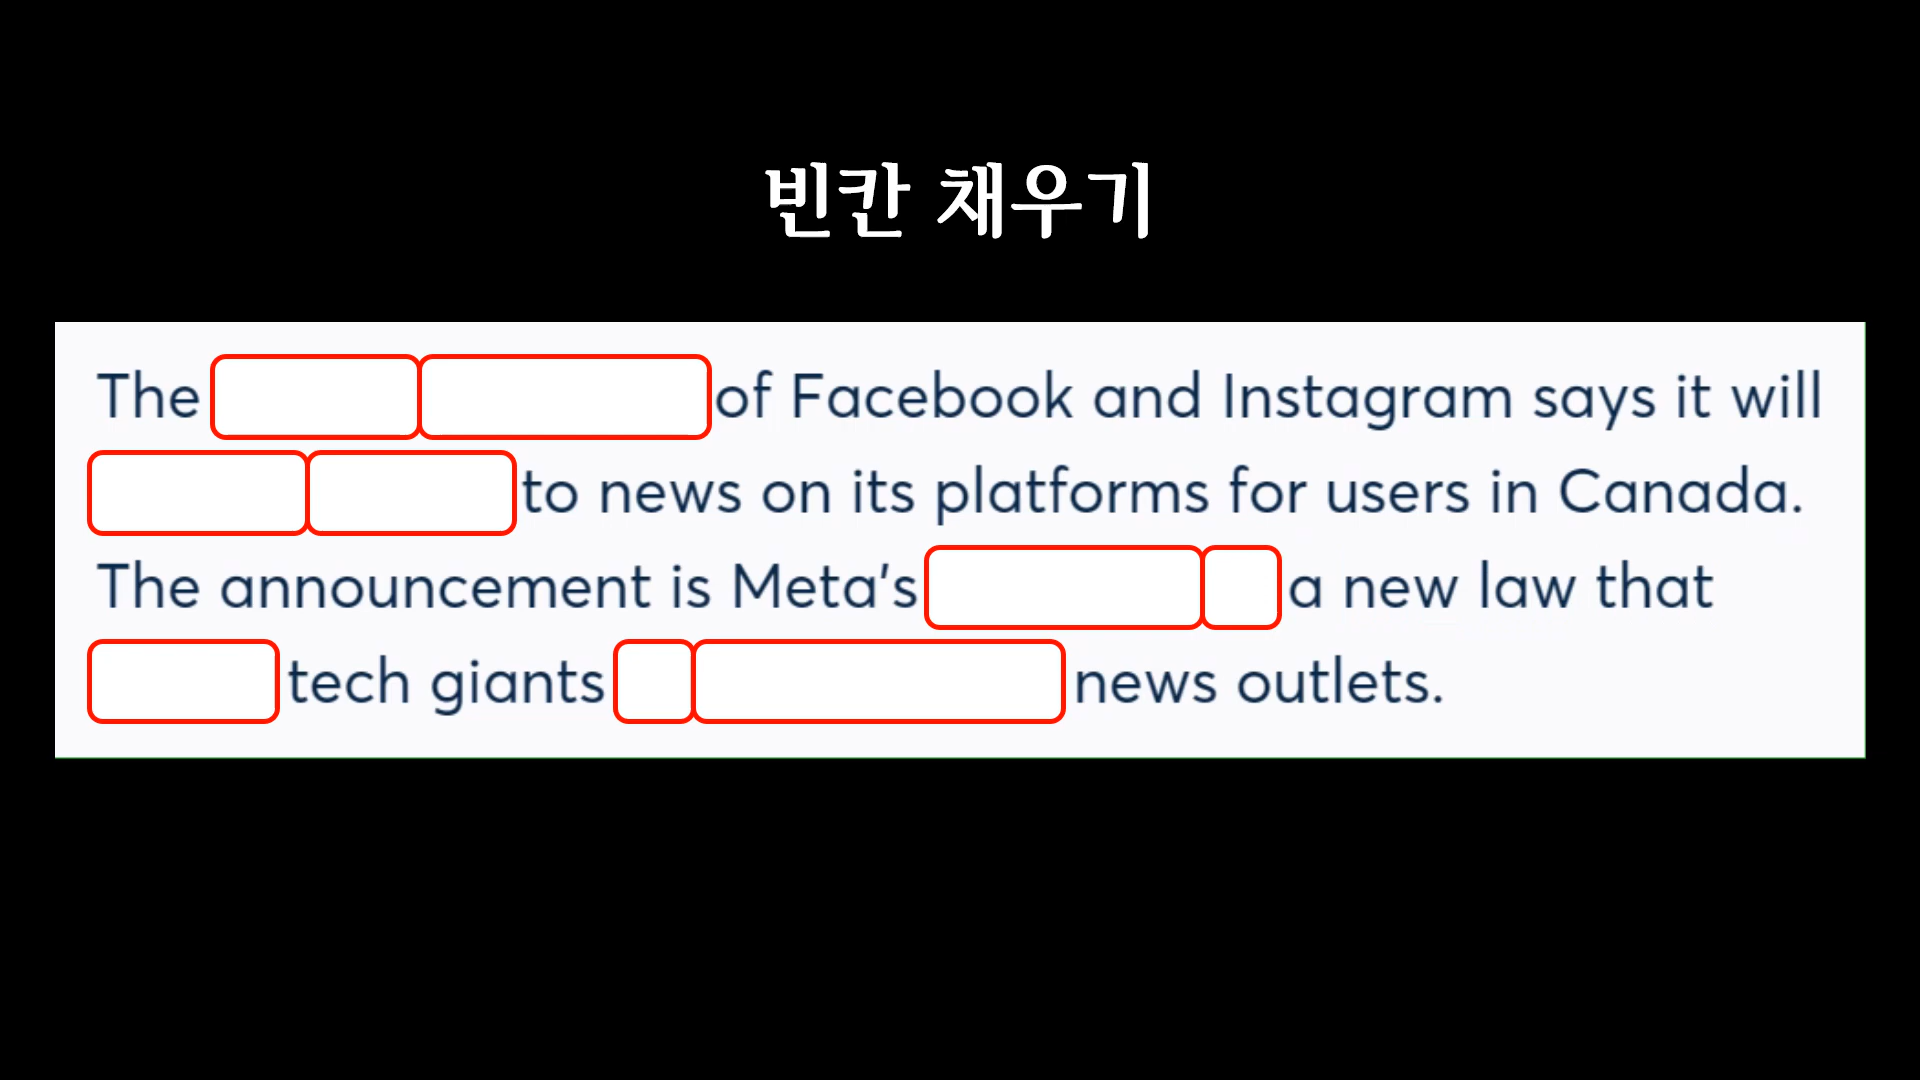 빈칸 채우기
The of Facebook and Instagram says it will
to news on its platforms for users in Canada.
The announcement is Meta's a new law that
tech giants news outlets.